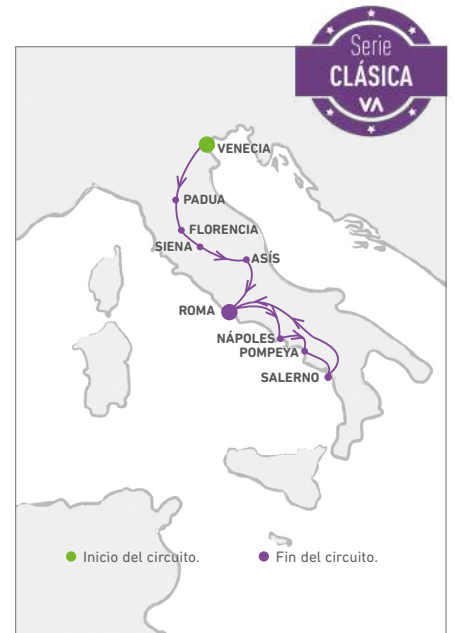 Serie
CLÁSICA
VA
VENECIA
PADUA
FLORENCIA
SIENA
ASÍS
ROMA
NÁPOLES
POMPEYA
SALERNO
Inicio del circuito.
Fin del circuito.